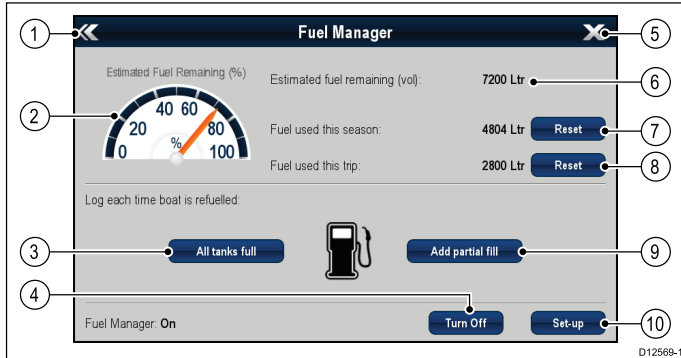 1
Fuel Manager
5
Estimated Fuel Remaining (%)
Estimated fuel remaining (vol):
7200 Ltr
6
2
0 20 40 60 80 100
%
Fuel used this season:
4804 Ltr
Reset
7
Fuel used this trip:
2800 Ltr
Reset
8
Log each time boat is refuelled:
3
All tanks full
Add partial fill
9
4
Fuel Manager: On
Turn Off
Set-up
10
D12569-1